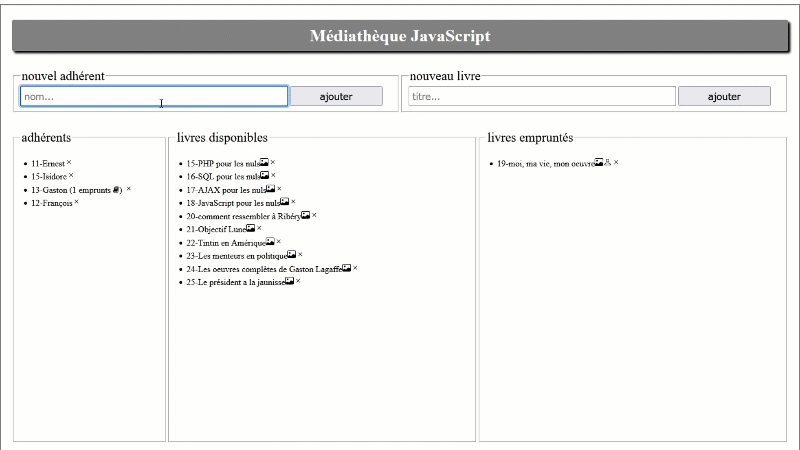 Médiathèque JavaScript
nouvel adhérent
nom...
ajouter
nouveau livre
titre...
ajouter
adhérents
11-Ernest ×
15-Isidore ×
13-Gaston (1 emprunts ) ×
12-François ×
livres disponibles
15-PHP pour les nuls ×
16-SQL pour les nuls ×
17-AJAX pour les nuls ×
18-JavaScript pour les nuls ×
20-comment ressembler à Ribéry ×
21-Objectif Lune ×
22-Tintin en Amérique ×
23-Les menteurs en politique ×
24-Les oeuvres complètes de Gaston Lagaffe ×
25-Le président a la jaunisse ×
livres empruntés
19-moi, ma vie, mon oeuvre ×